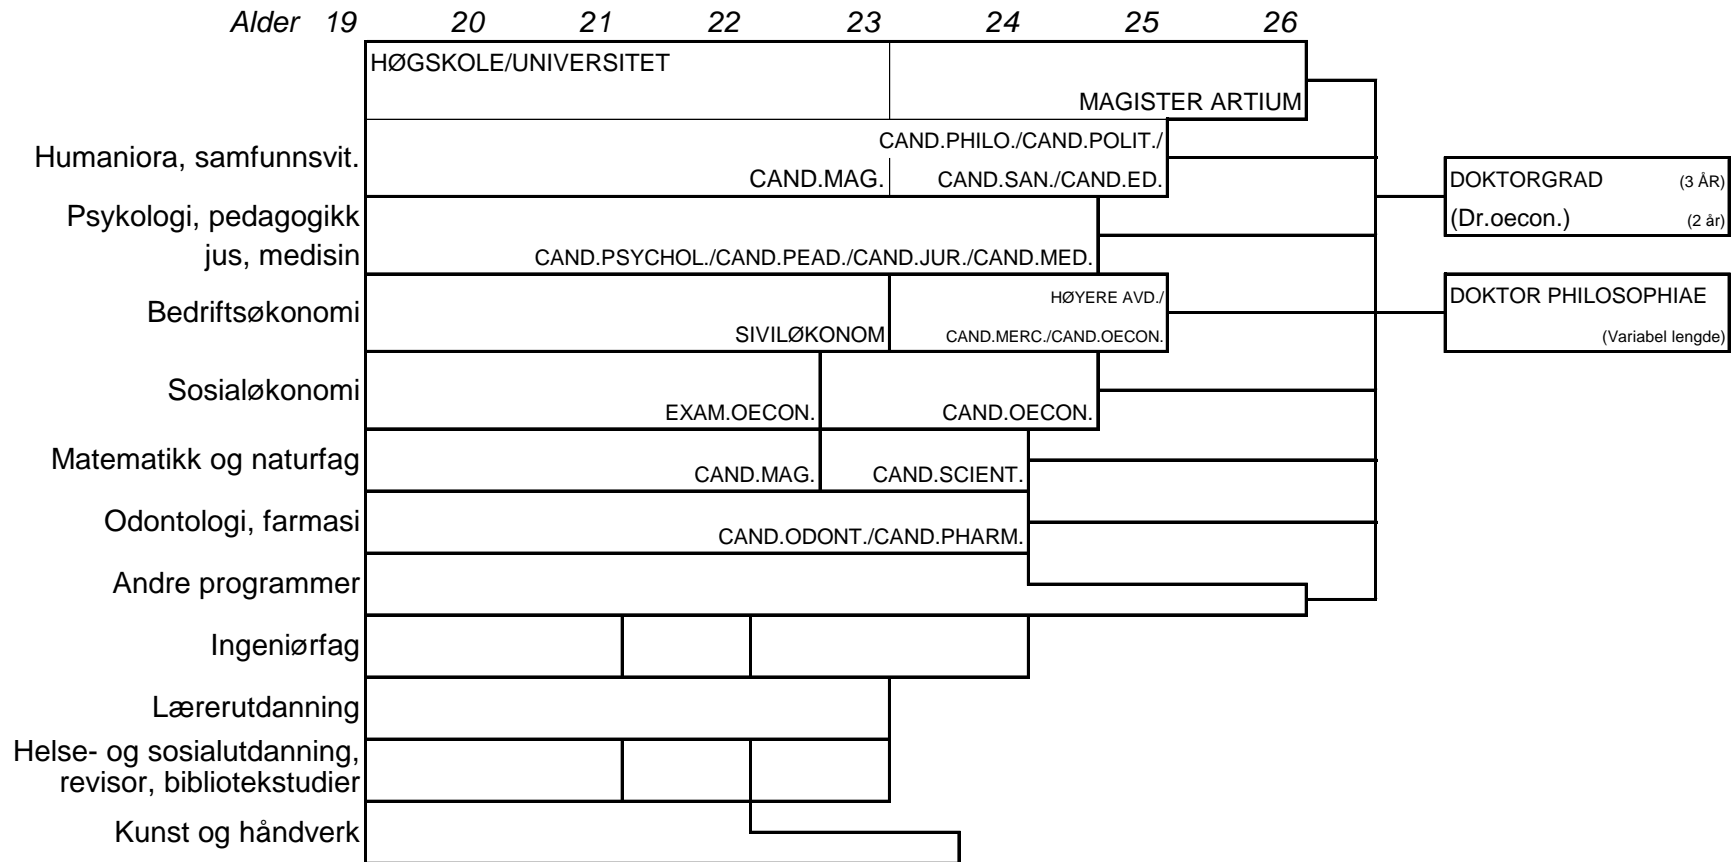 Alder 19 20 21 22 23 24 25 26
HØGSKOLE/UNIVERSITET
MAGISTER ARTIUM
Humaniora, samfunnsvit.
CAND.PHILO./CAND.POLIT./
CAND.MAG.
CAND.SAN./CAND.ED.
DOKTORGRAD (3 ÅR)
(Dr.oecon.) (2 år)
Psykologi, pedagogikk
jus, medisin
CAND.PSYCHOL./CAND.PEAD./CAND.JUR./CAND.MED.
Bedriftsøkonomi
SIVILØKONOM
HØYERE AVD./
CAND.MERC./CAND.OECON.
DOKTOR PHILOSOPHIAE
(Variabel lengde)
Sosialøkonomi
EXAM.OECON.
CAND.OECON.
Matematikk og naturfag
CAND.MAG.
CAND.SCIENT.
Odontologi, farmasi
CAND.ODONT./CAND.PHARM.
Andre programmer
Ingeniørfag
Lærerutdanning
Helse- og sosialutdanning,
revisor, bibliotekstudier
Kunst og håndverk